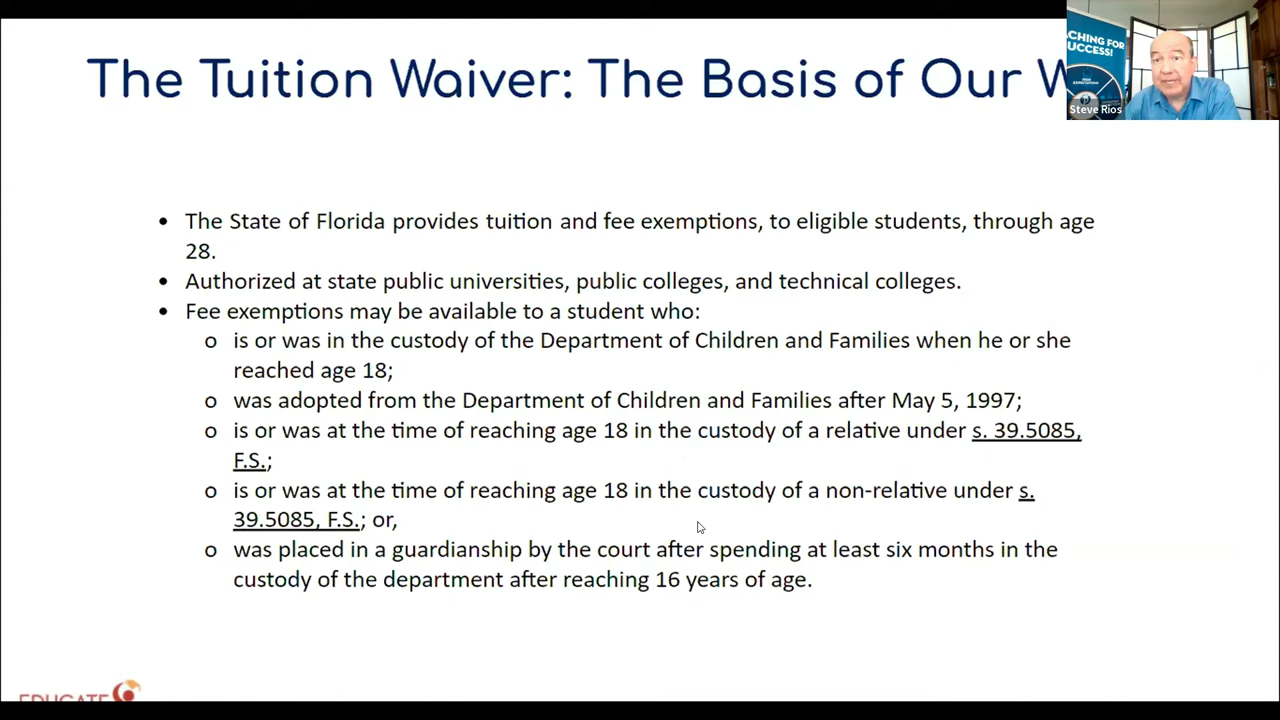 The Tuition Waiver: The Basis of Our W
ACHING FOR
UCCESS!
Steve Rios
• The State of Florida provides tuition and fee exemptions, to eligible students, through age
28.
• Authorized at state public universities, public colleges, and technical colleges.
• Fee exemptions may be available to a student who:
o is or was in the custody of the Department of Children and Families when he or she
reached age 18;
o was adopted from the Department of Children and Families after May 5, 1997;
o is or was at the time of reaching age 18 in the custody of a relative under s. 39.5085,
F.S.;
o is or was at the time of reaching age 18 in the custody of a non-relative under s.
39.5085, F.S.; or,
o was placed in a guardianship by the court after spending at least six months in the
custody of the department after reaching 16 years of age.
EDUCATE